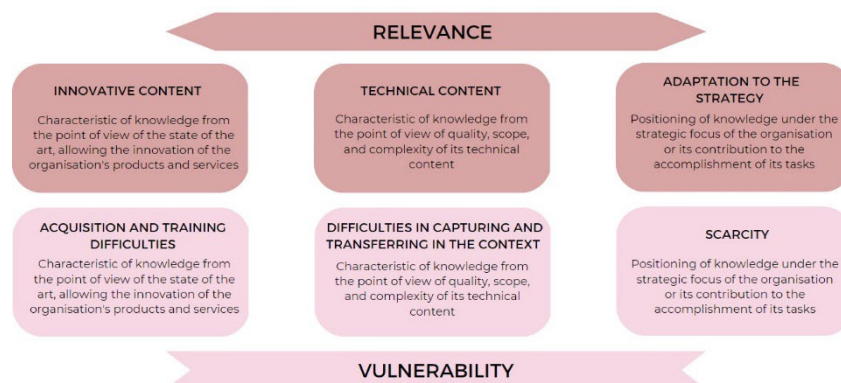 RELEVANCE
INNOVATIVE CONTENT
Characteristic of knowledge from
the point of view of the state of the
art, allowing the innovation of the
organisation's products and services
TECHNICAL CONTENT
Characteristic of knowledge from
the point of view of quality, scope,
and complexity of its technical
content
ADAPTATION TO THE
STRATEGY
Positioning of knowledge under the
strategic focus of the organisation
or its contribution to the
accomplishment of its tasks
ACQUISITION AND TRAINING
DIFFICULTIES
Characteristic of knowledge from
the point of view of the state of the
art, allowing the innovation of the
organisation's products and services
DIFFICULTIES IN CAPTURING AND
TRANSFERRING IN THE CONTEXT
Characteristic of knowledge from
the point of view of quality, scope,
and complexity of its technical
content
SCARCITY
Positioning of knowledge under the
strategic focus of the organisation
or its contribution to the
accomplishment of its tasks
VULNERABILITY